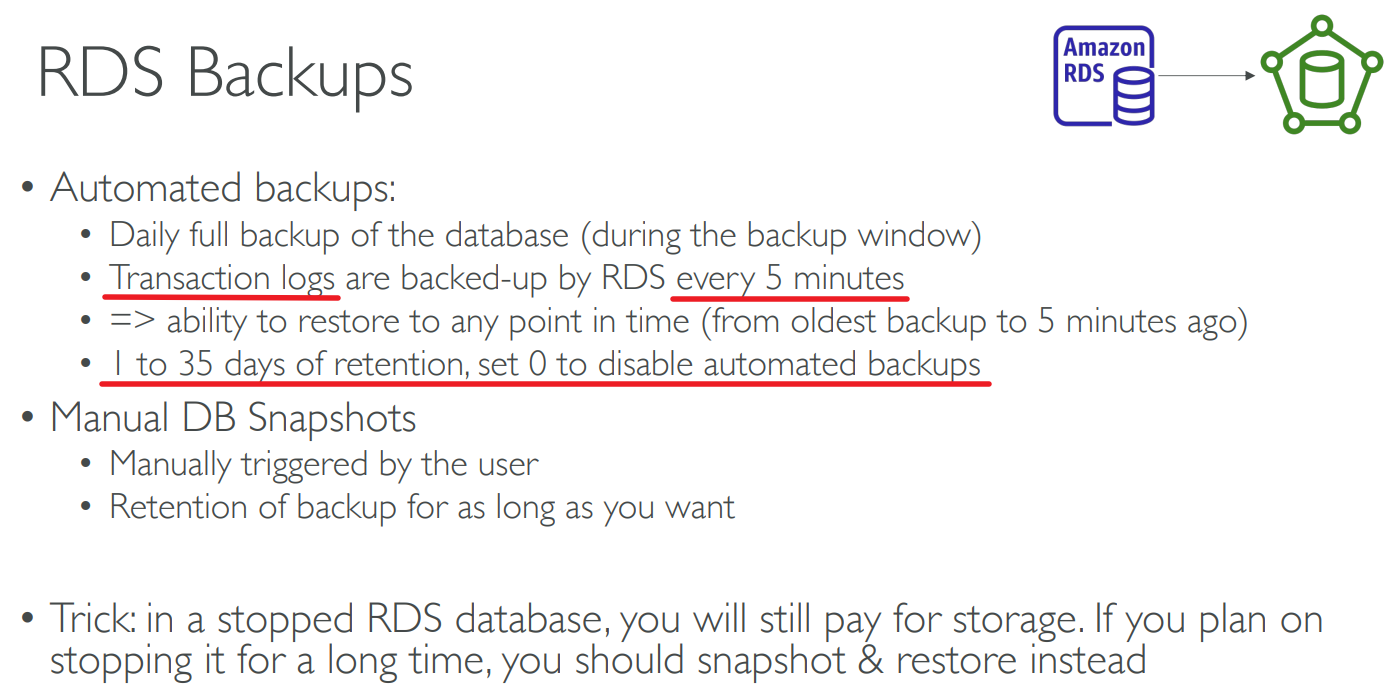 RDS Backups
Amazon
RDS
• Automated backups:
• Daily full backup of the database (during the backup window)
• Transaction logs are backed-up by RDS every 5 minutes
• => ability to restore to any point in time (from oldest backup to 5 minutes ago)
• 1 to 35 days of retention, set 0 to disable automated backups
• Manual DB Snapshots
• Manually triggered by the user
• Retention of backup for as long as you want
• Trick: in a stopped RDS database, you will still pay for storage. If you plan on
stopping it for a long time, you should snapshot & restore instead